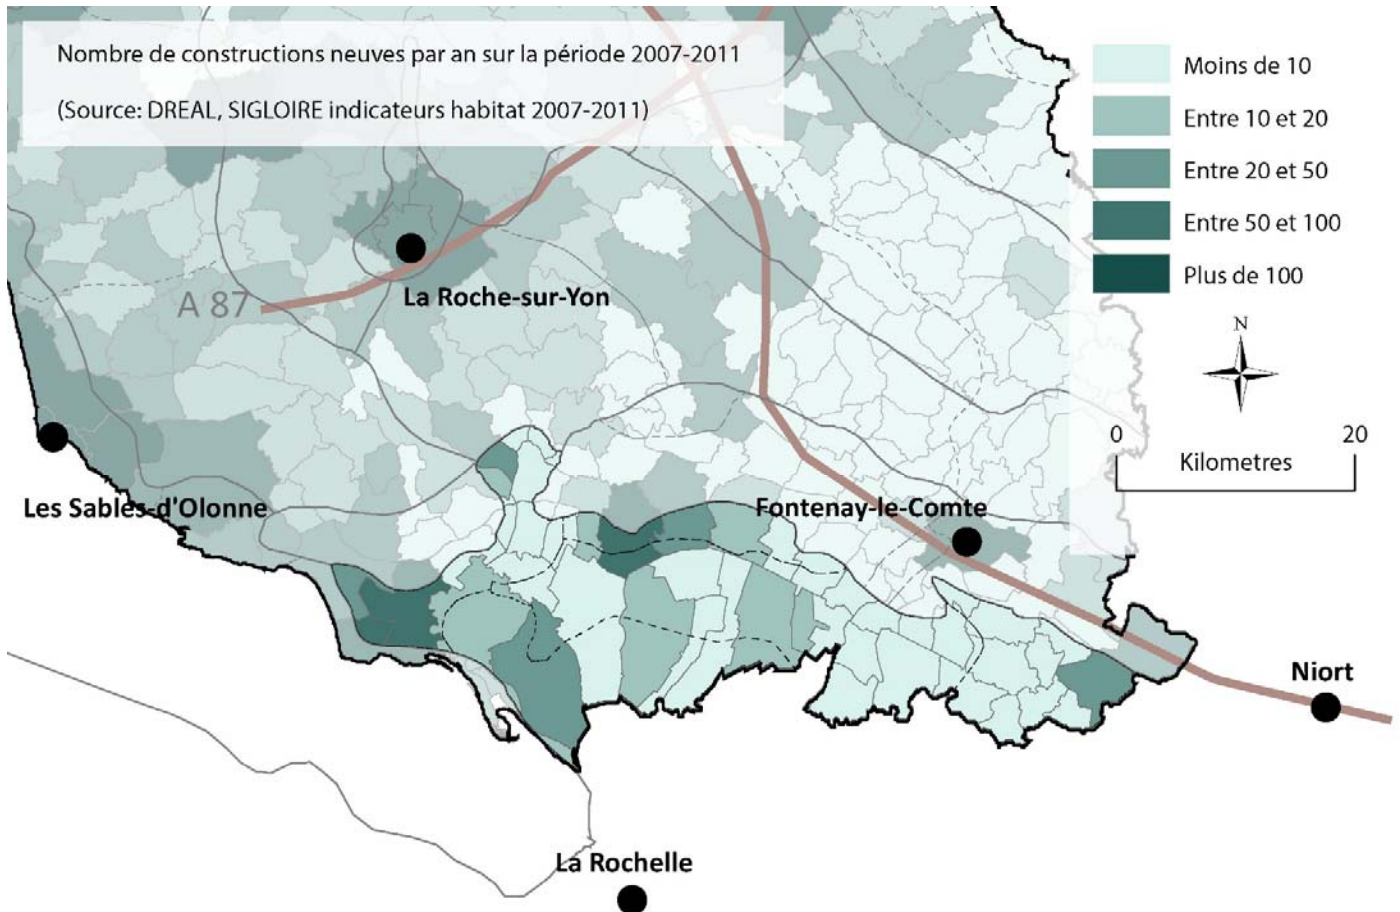 Nombre de constructions neuves par an sur la période 2007-2011
(Source: DREAL, SIGLOIRE indicateurs habitat 2007-2011)
Moins de 10
Entre 10 et 20
Entre 20 et 50
Entre 50 et 100
Plus de 100
N
0 20
Kilometres
A 87
La Roche-sur-Yon
Les Sables-d'Olonne
Fontenay-le-Comte
Niort
La Rochelle